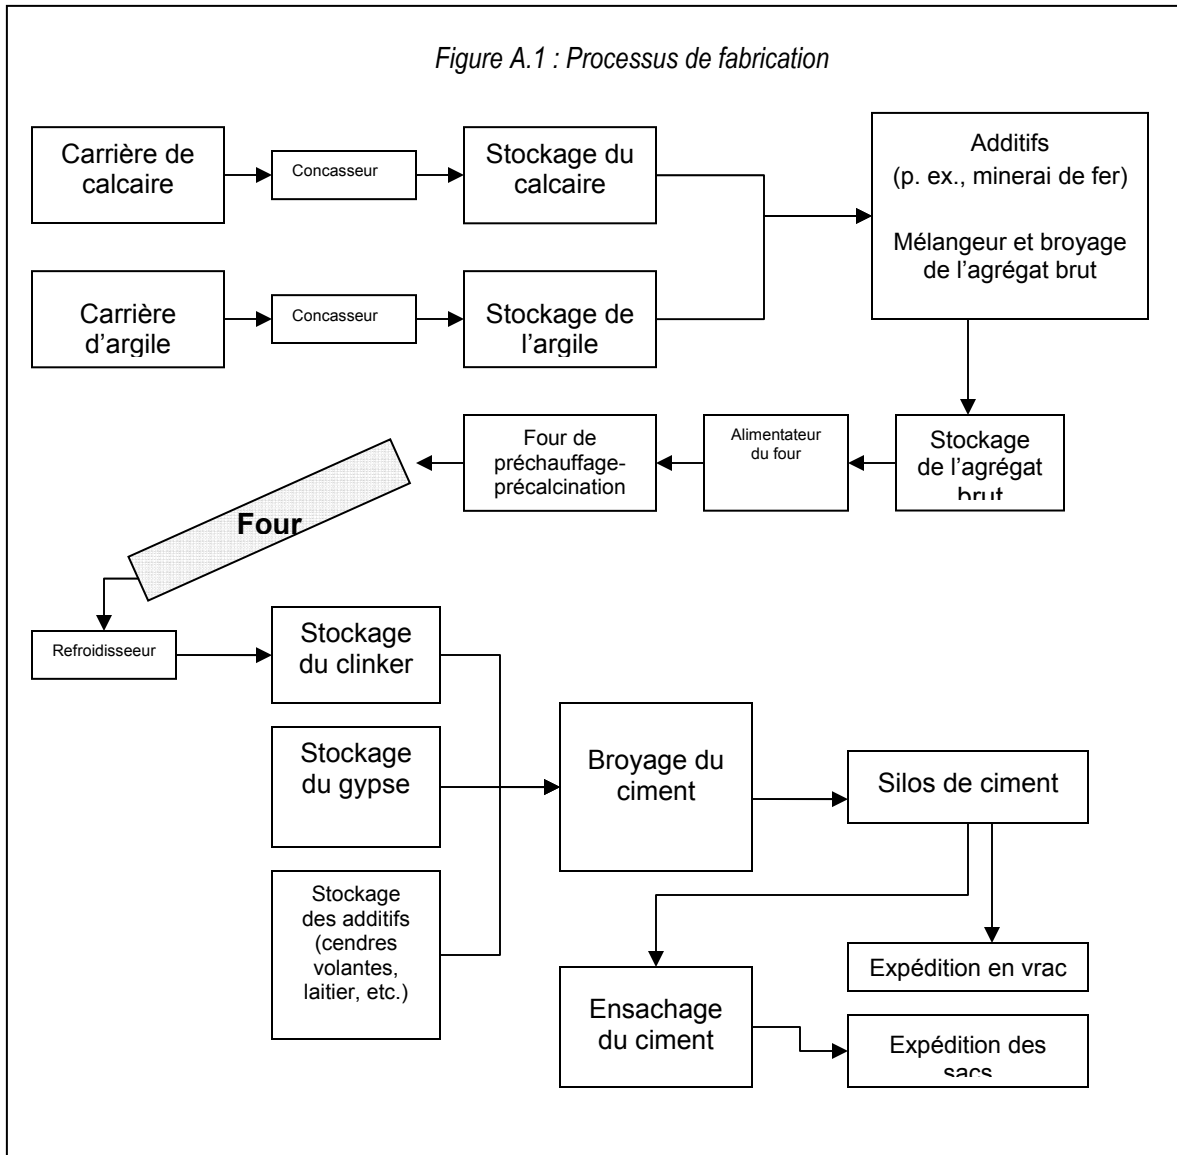 Figure A.1 : Processus de fabrication
Carrière de
calcaire
Concasseur
Stockage du
calcaire
Additifs
(p. ex., minerai de fer)
Mélangeur et broyage
de l’agrégat brut
Carrière
d’argile
Concasseur
Stockage de
l’argile
Four de
préchauffage-
précalcination
Alimentateur
du four
Stockage
de l’agrégat
brut
Four
Refroidisseeur
Stockage
du clinker
Stockage
du gypse
Broyage du
ciment
Silos de ciment
Stockage
des additifs
(cendres
volantes,
laitier, etc.)
Expédition en vrac
Ensachage
du ciment
Expédition des
sacs